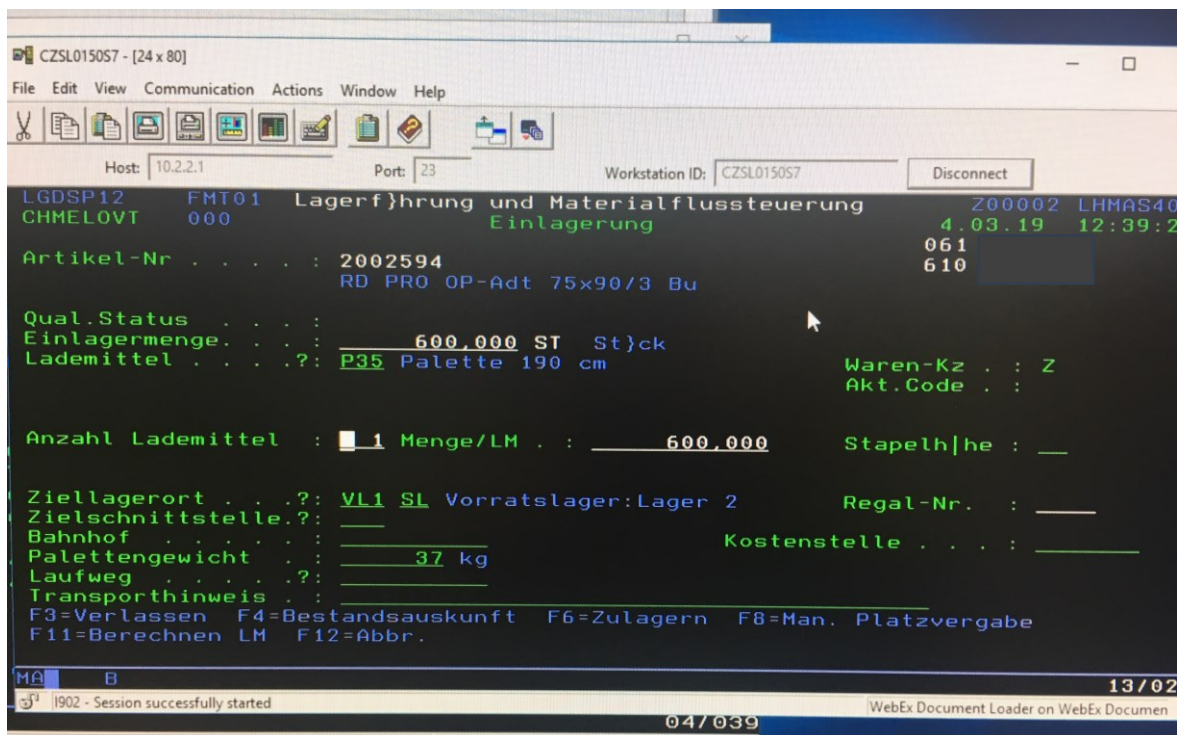 CZSL0150S7 - [24 x 80]
File Edit View Communication Actions Window Help
Host: 10.2.2.1 Port: 23 Workstation ID: CZSL0150S7 Disconnect
LGDSP12 FMT01 Lagerf}hrung und Materialflussteuerung Z00002 LHMAS40
CHMELOVT 000 Einlagerung 4.03.19 12:39:2
061
Artikel-Nr . . . . : 2002594 610
RD PRO OP-Adt 75x90/3 Bu
Qual.Status . . . :
Einlagermenge. . . : 600,000 ST St}ck
Lademittel . . . .?: P35 Palette 190 cm Waren-Kz . : Z
Akt.Code . :
Anzahl Lademittel : 1 Menge/LM . : 600,000 Stapelh|he :
Ziellagerort . . .?: VL1 SL Vorratslager:Lager 2 Regal-Nr. :
Zielschnittstelle.?:
Bahnhof . . . . . : Kostenstelle . . . :
Palettengewicht . : 37 kg
Laufweg . . . . .?:
Transporthinweis . :
F3=Verlassen F4=Bestandsauskunft F6=Zulagern F8=Man. Platzvergabe
F11=Berechnen LM F12=Abbr.
MA B 13/02
I902 - Session successfully started WebEx Document Loader on WebEx Documen
04/039